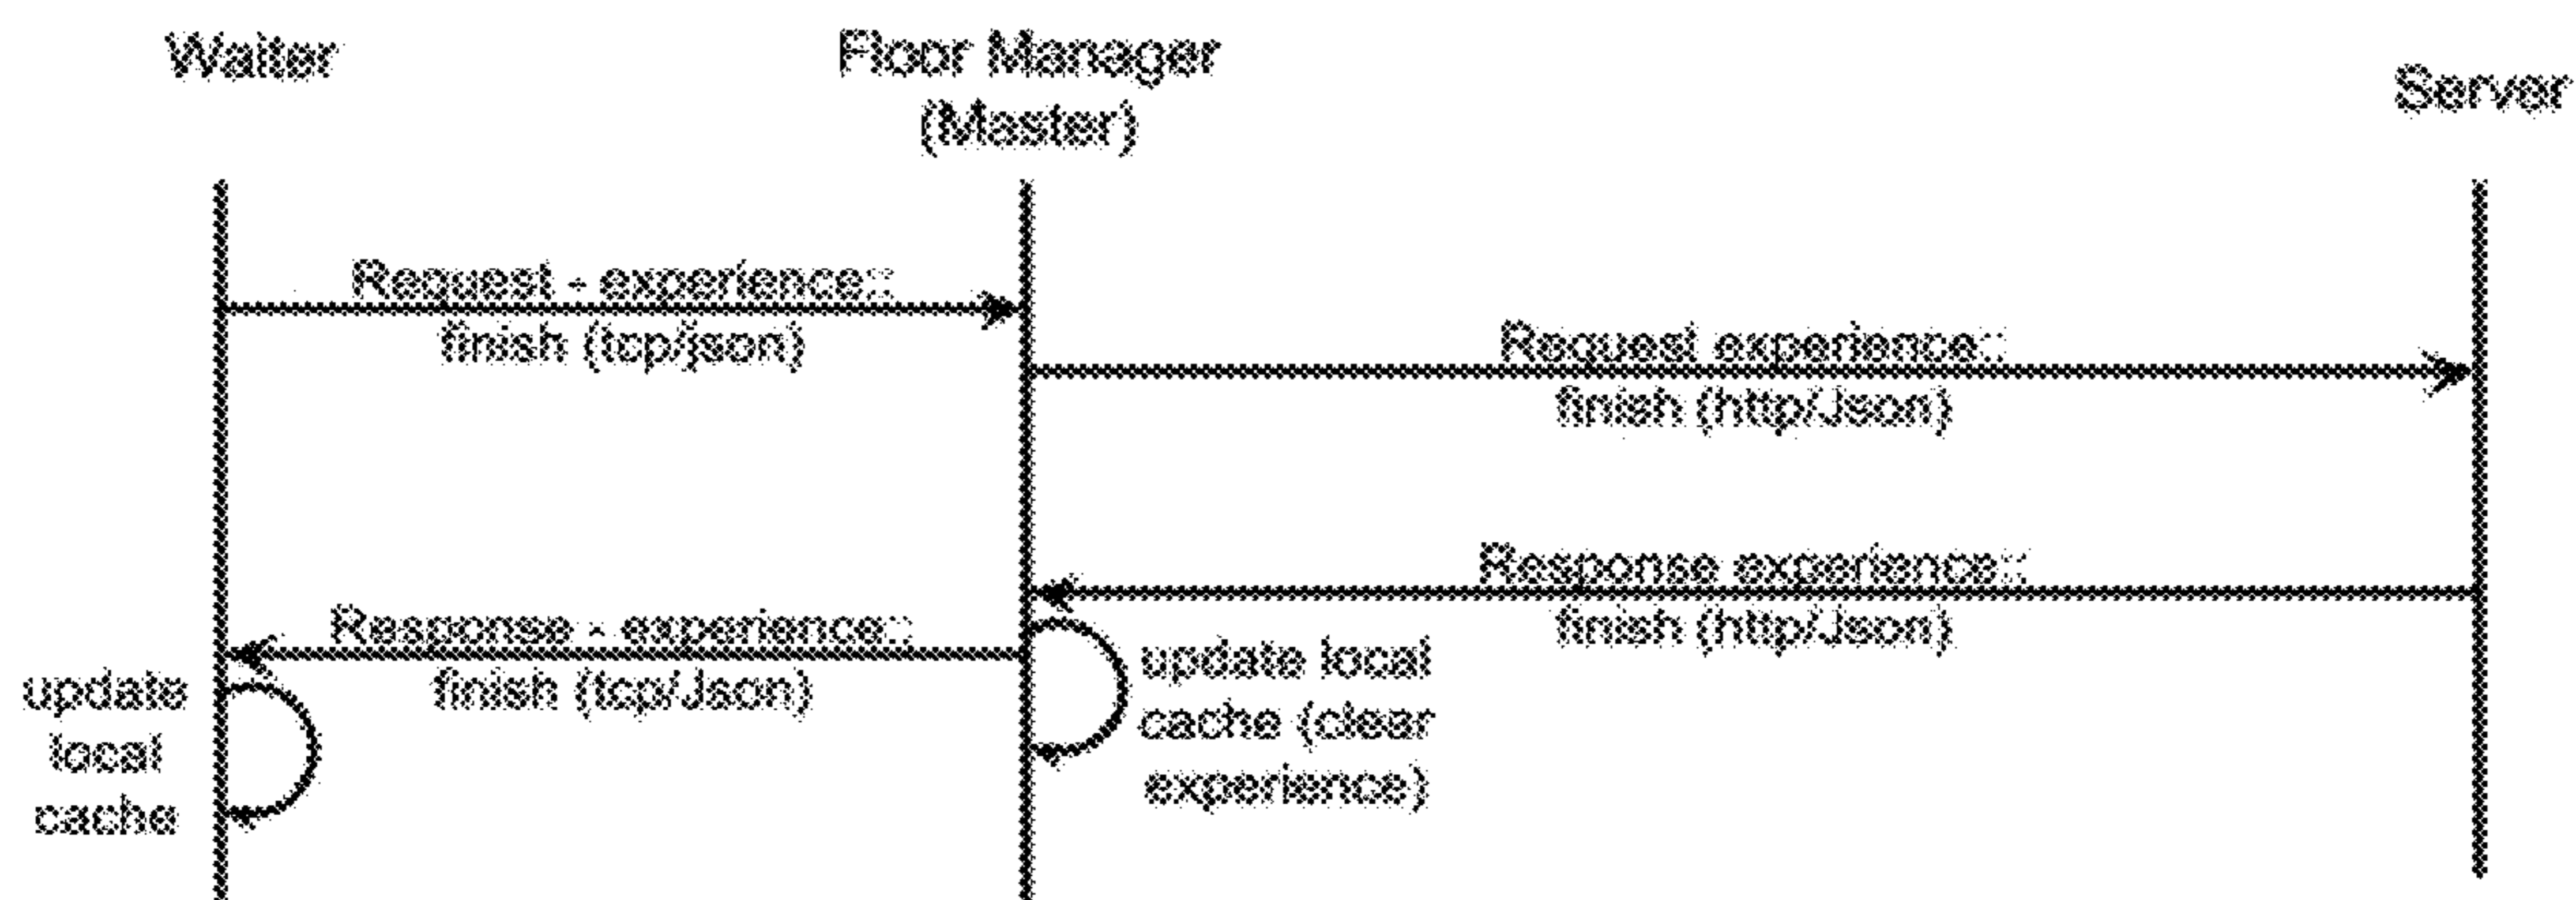 Waiter
Floor Manager
(Master)
Server
Request - experience::
finish (tcp/json)
Request experience::
finish (http/Json)
Response experience::
finish (http/Json)
Response - experience::
finish (tcp/Json)
update local
cache (clear
experience)
update
local
cache